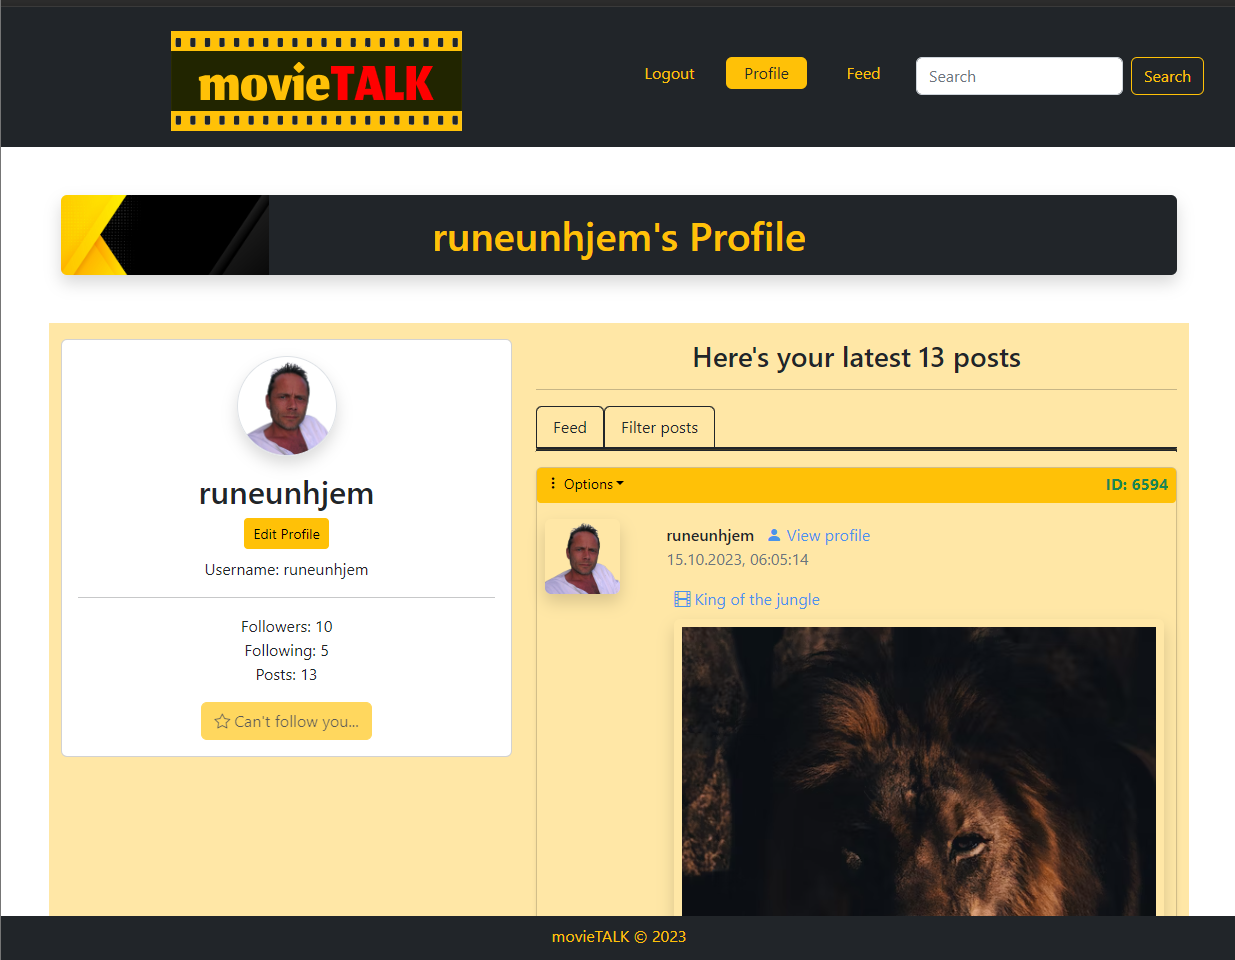 movieTALK
Logout
Profile
Feed
Search
Search
runeunhjem's Profile
runeunhjem
Edit Profile
Username: runeunhjem
Followers: 10
Following: 5
Posts: 13
Can't follow you...
Here's your latest 13 posts
Feed
Filter posts
Options
ID: 6594
runeunhjem View profile
15.10.2023, 06:05:14
King of the jungle
movieTALK © 2023